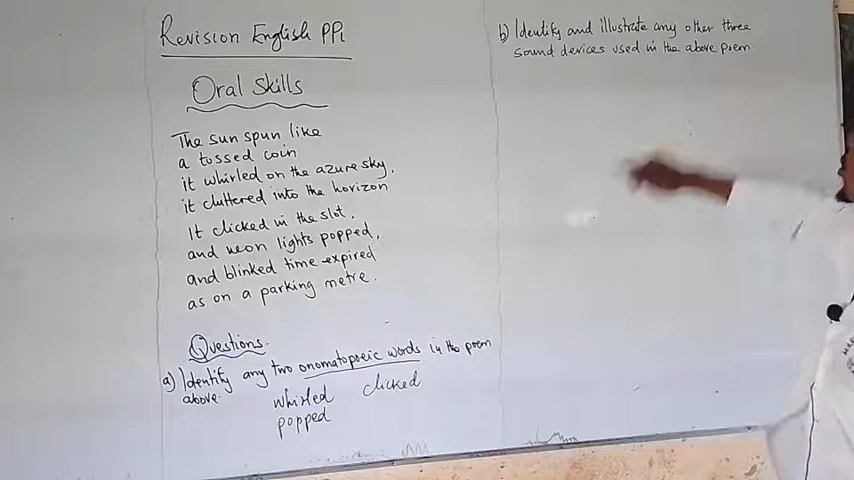 Revision English PP1
Oral Skills
The sun spun like
a tossed coin
it whirled on the azure sky,
it cluttered into the horizon
It clicked in the slot,
and neon lights popped,
and blinked time expired
as on a parking metre.
Questions.
a) Identify any two onomatopoeic words in the poem
above.
whirled clicked
popped
b) Identify and illustrate any other three
sound devices used in the above poem.